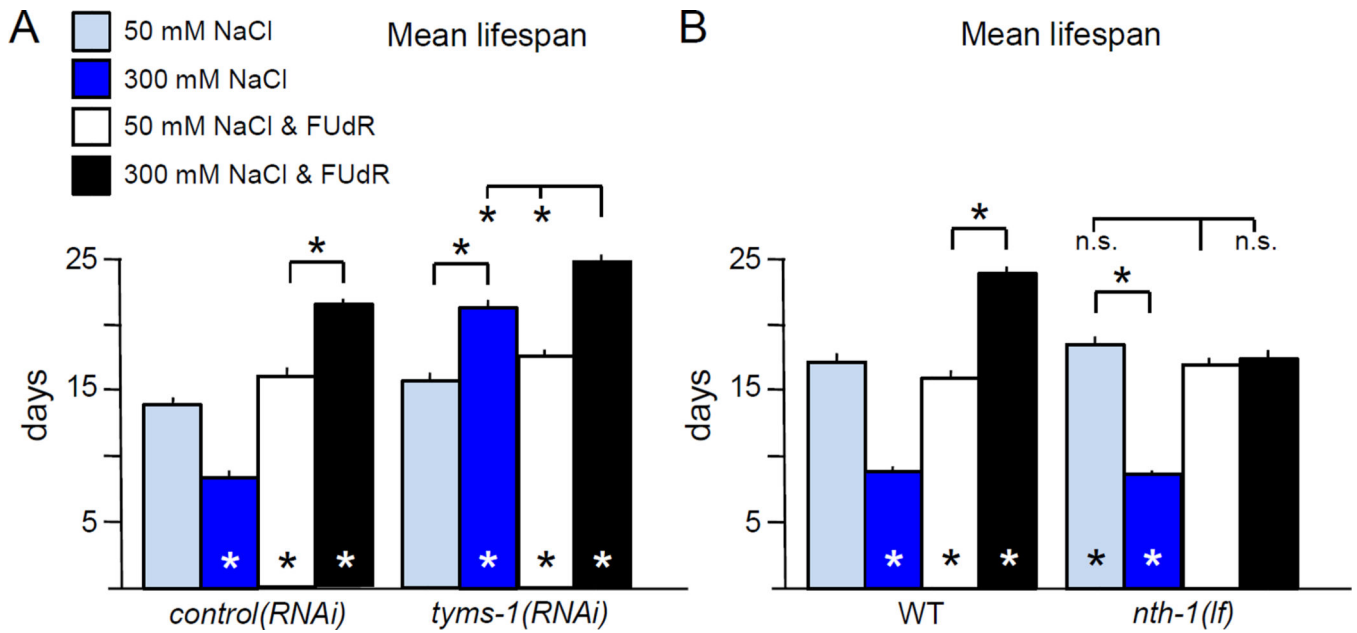 A
50 mM NaCl
300 mM NaCl
50 mM NaCl & FUdR
300 mM NaCl & FUdR
Mean lifespan
* *
* *
25
15
5
days
* * * * * *
control(RNAi) tyms-1(RNAi)
B
Mean lifespan
*
n.s. n.s.
*
25
15
5
days
* * * * *
WT nth-1(lf)